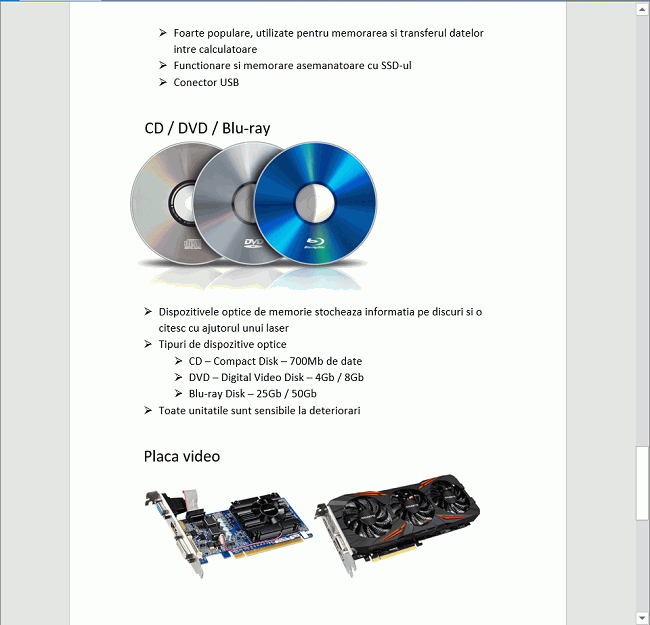 Foarte populare, utilizate pentru memorarea si transferul datelor
intre calculatoare
Functionare si memorare asemanatoare cu SSD-ul
Conector USB
CD / DVD / Blu-ray
DVD
Dispozitivele optice de memorie stocheaza informatia pe discuri si o
citesc cu ajutorul unui laser
Tipuri de dispozitive optice
CD – Compact Disk – 700Mb de date
DVD – Digital Video Disk – 4Gb / 8Gb
Blu-ray Disk – 25Gb / 50Gb
Toate unitatile sunt sensibile la deteriorari
Placa video